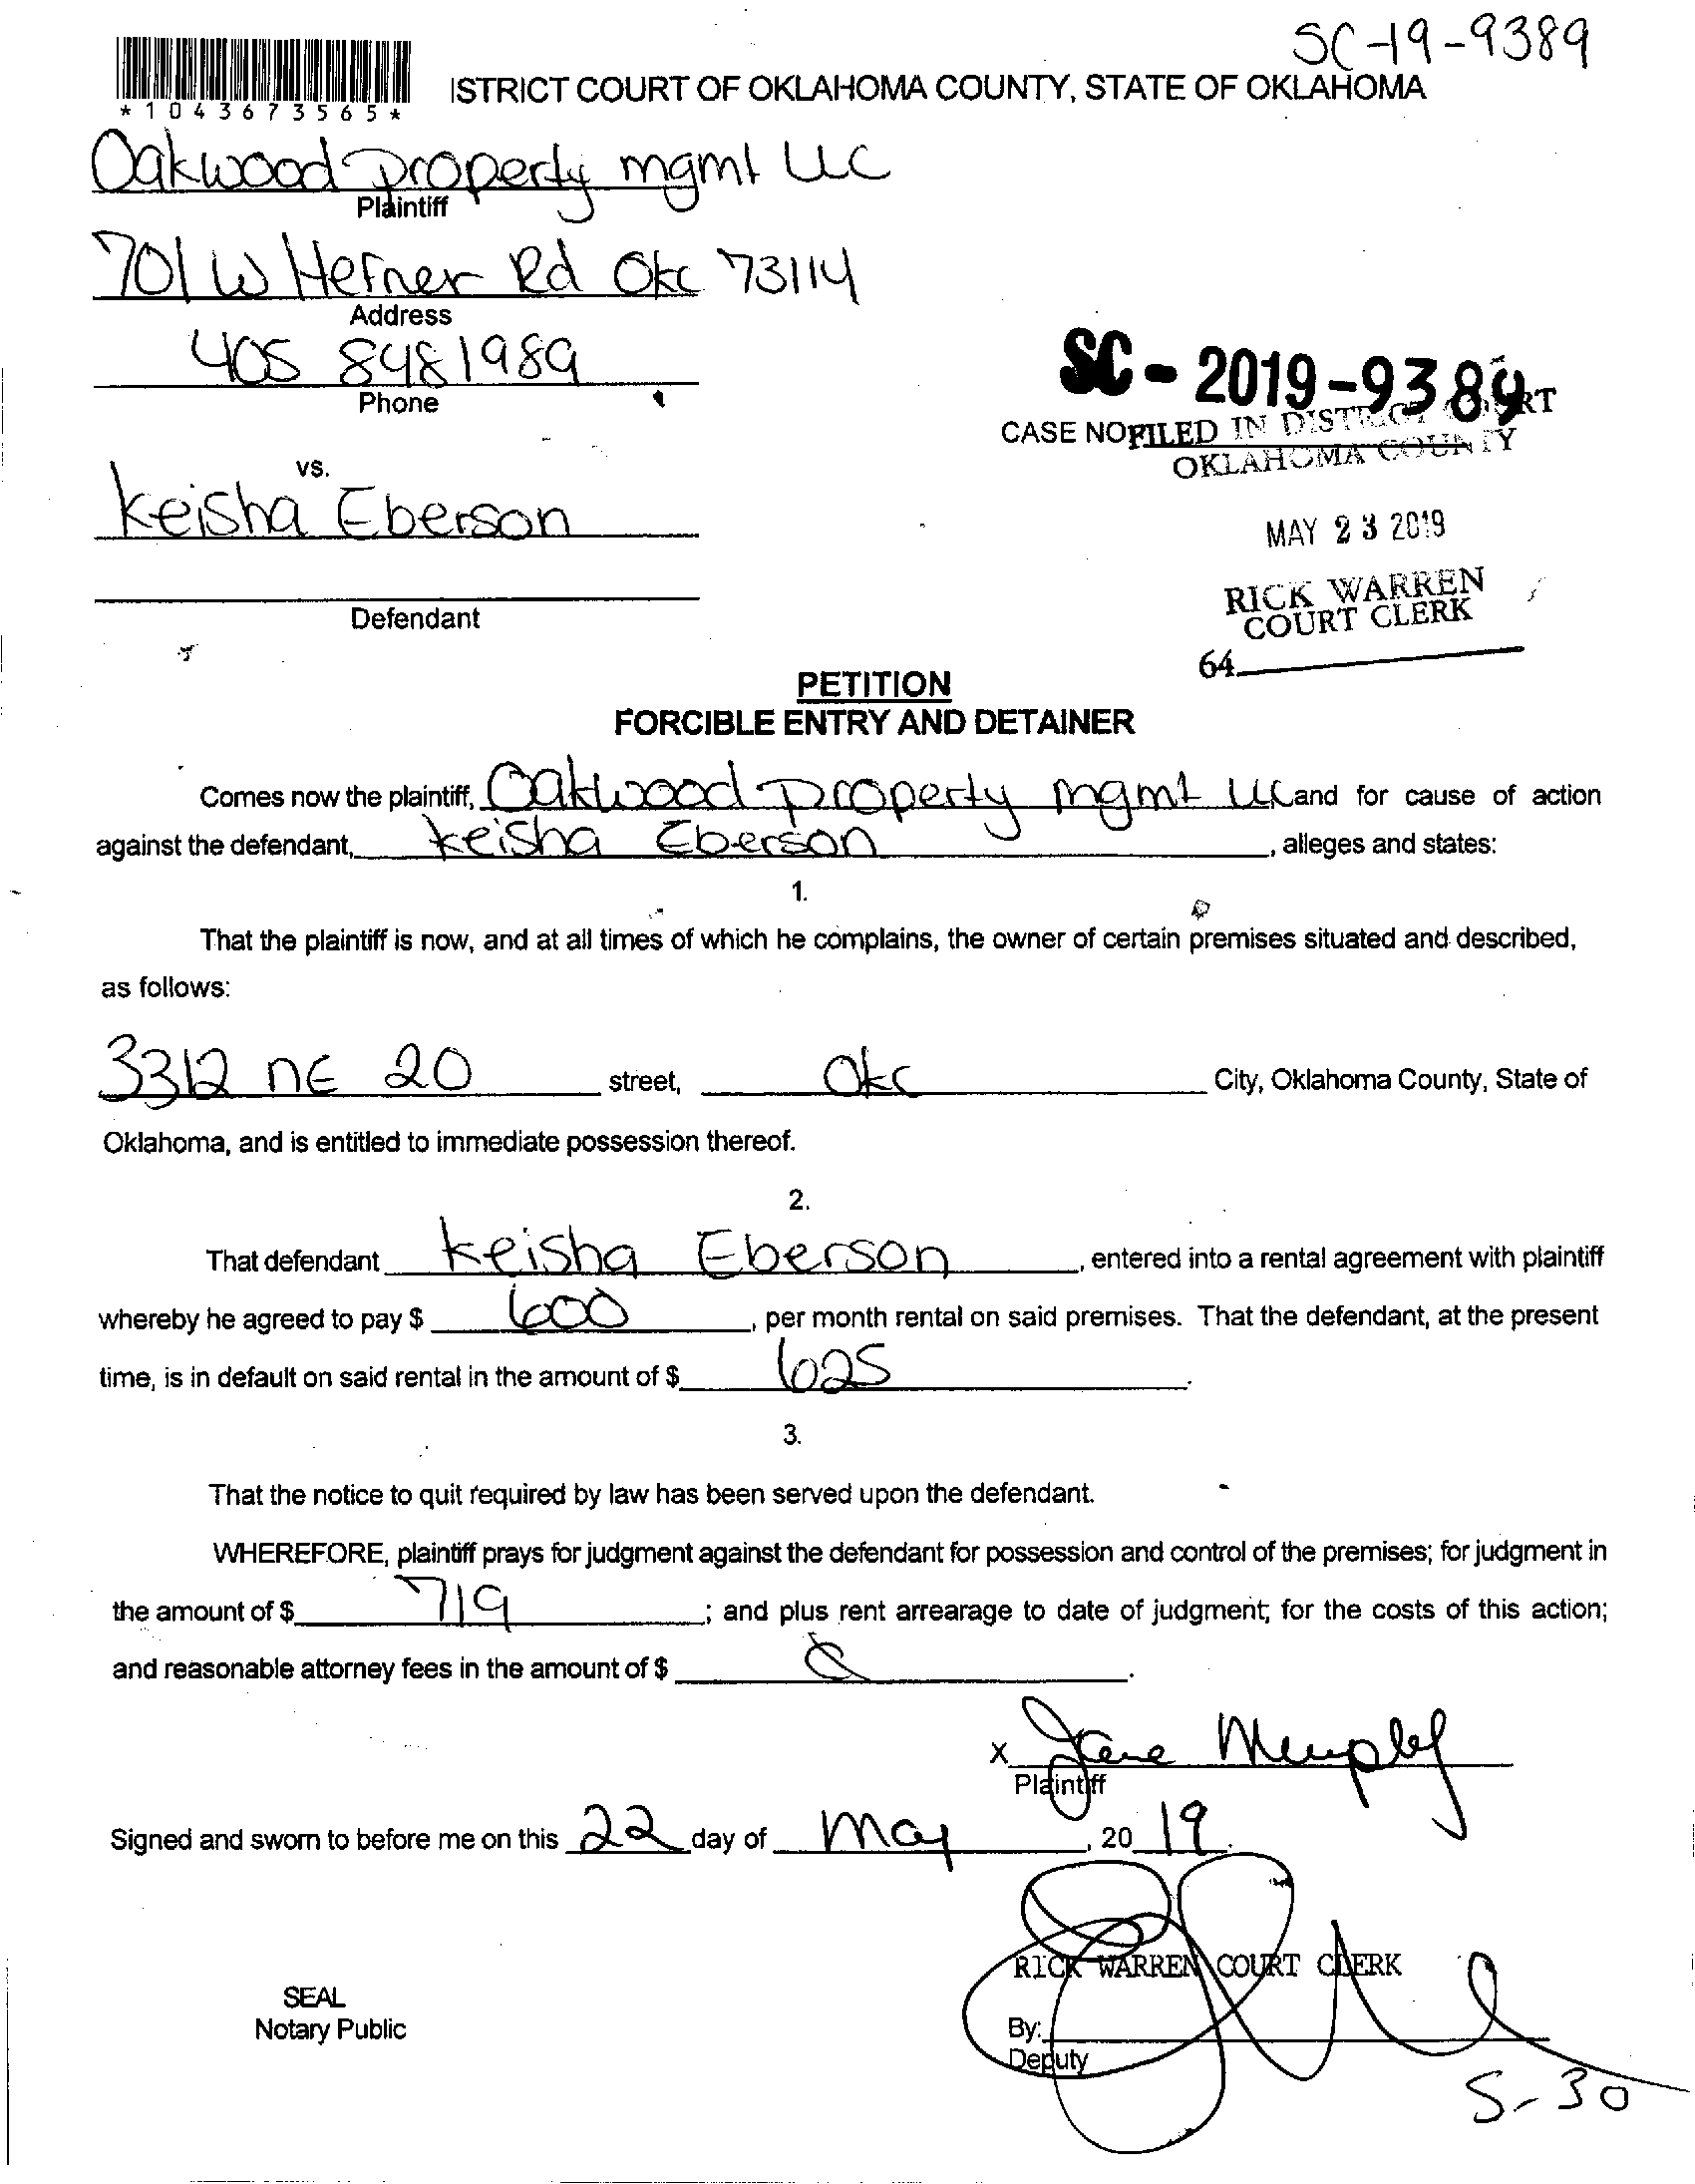 SC-19-9389
*1043673565*
ISTRICT COURT OF OKLAHOMA COUNTY, STATE OF OKLAHOMA
Oakwood property mgmt LLC
Plaintiff
701 W Hefner Rd Okc 73114
Address
405 848 1989
Phone
SC - 2019-9389
CASE NO FILED IN DISTRICT COURT
OKLAHOMA COUNTY
vs.
Keisha Eberson
MAY 23 2019
RICK WARREN
COURT CLERK
Defendant
64
PETITION
FORCIBLE ENTRY AND DETAINER
Comes now the plaintiff, Oakwood property mgmt LLC and for cause of action
against the defendant, Keisha Eberson, alleges and states:
1.
That the plaintiff is now, and at all times of which he complains, the owner of certain premises situated and described,
as follows:
3312 NE 20 street, Okc City, Oklahoma County, State of
Oklahoma, and is entitled to immediate possession thereof.
2.
That defendant Keisha Eberson, entered into a rental agreement with plaintiff
whereby he agreed to pay $ 600, per month rental on said premises. That the defendant, at the present
time, is in default on said rental in the amount of $ 625.
3.
That the notice to quit required by law has been served upon the defendant.
WHEREFORE, plaintiff prays for judgment against the defendant for possession and control of the premises; for judgment in
the amount of $ 719; and plus rent arrearage to date of judgment; for the costs of this action;
and reasonable attorney fees in the amount of $ 0.
x Jane Murphy
Plaintiff
Signed and sworn to before me on this 22 day of May, 20 19.
RICK WARREN COURT CLERK
SEAL
Notary Public
By:
Deputy
5-30